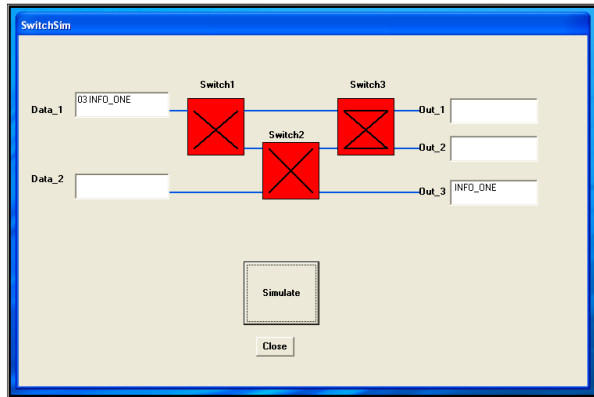 SwitchSim
Switch1
Switch3
Data_1
03 INFO_ONE
Out_1
Switch2
Out_2
Data_2
Out_3
INFO_ONE
Simulate
Close